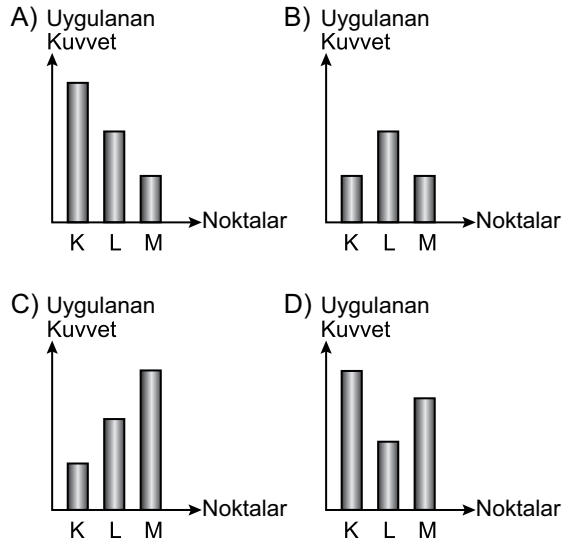 A) Uygulanan
Kuvvet
Noktalar
K L M
B) Uygulanan
Kuvvet
Noktalar
K L M
C) Uygulanan
Kuvvet
Noktalar
K L M
D) Uygulanan
Kuvvet
Noktalar
K L M